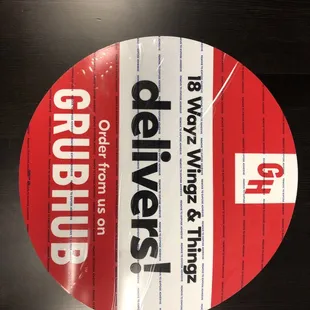 GH
18 Wayz Wingz & Thingz
delivers!
Order from us on
GRUBHUB